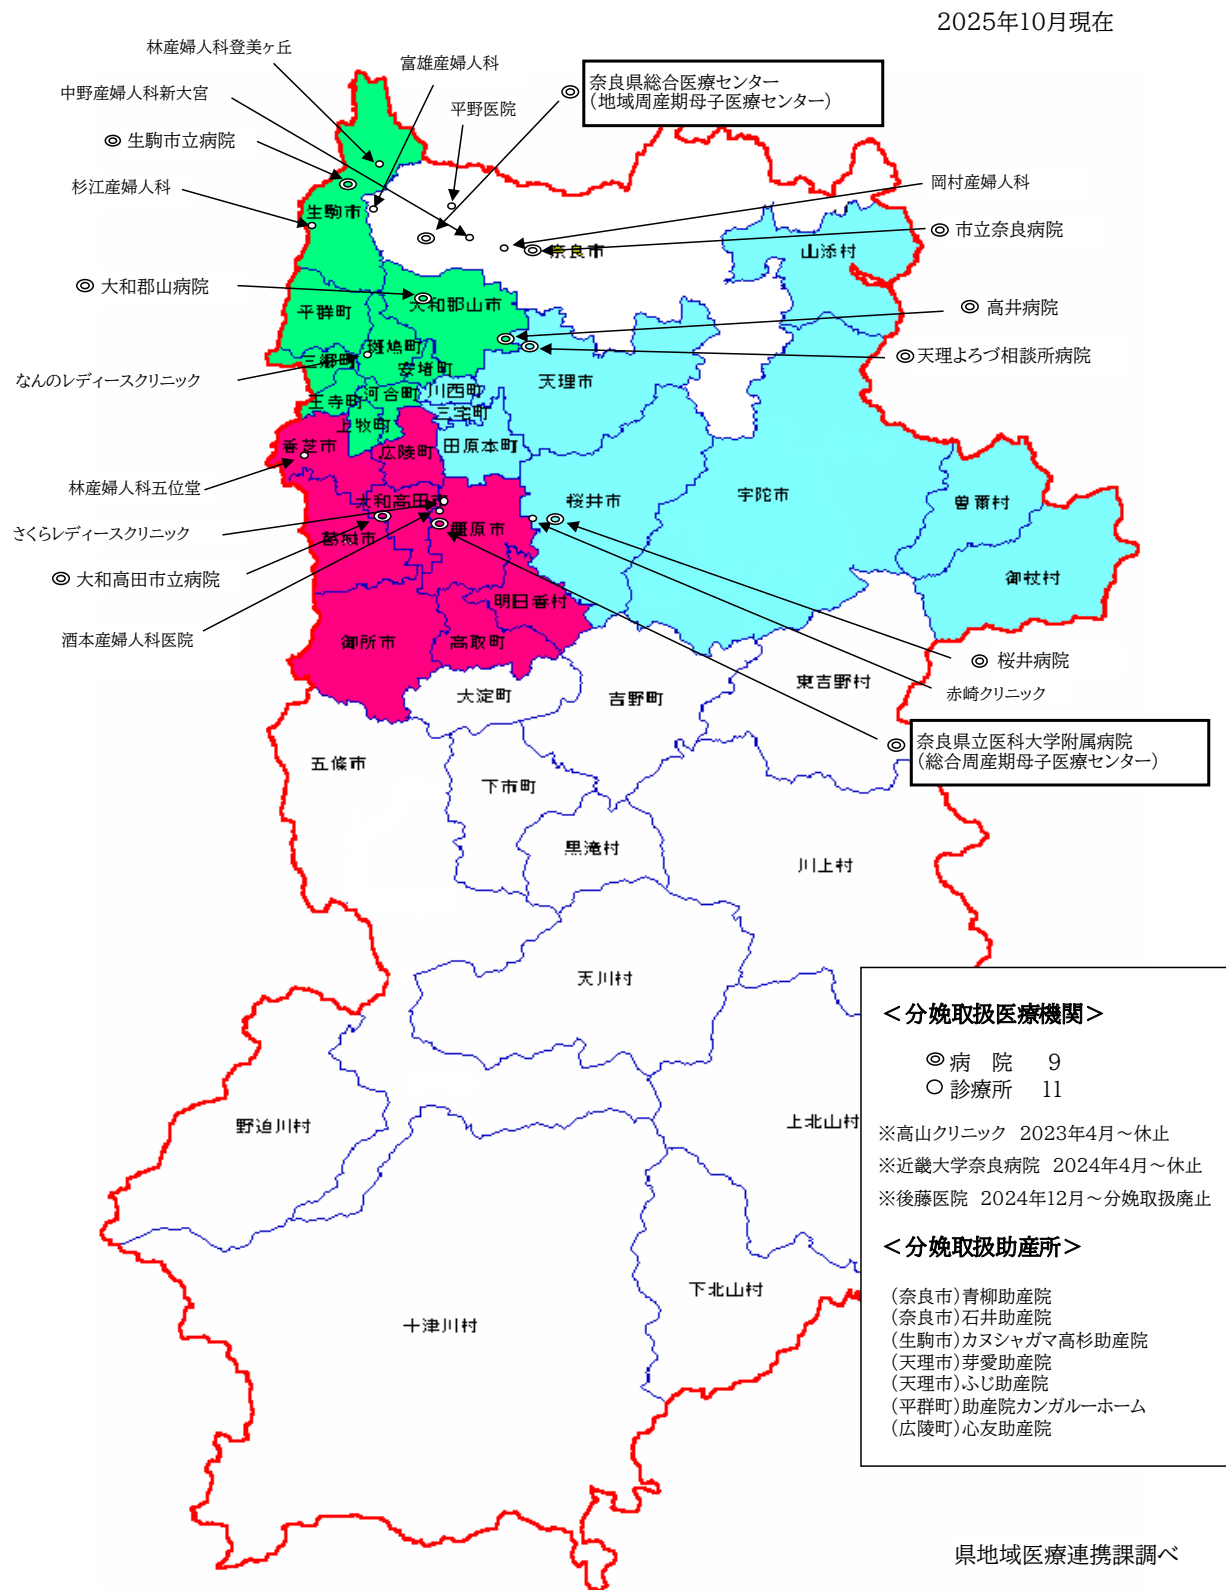 2025年10月現在
林産婦人科登美ヶ丘
富雄産婦人科
奈良県総合医療センター
(地域周産期母子医療センター)
中野産婦人科新大宮
平野医院
◎ 生駒市立病院
杉江産婦人科
岡村産婦人科
◎ 市立奈良病院
生駒市
奈良市
山添村
◎ 大和郡山病院
大和郡山市
◎ 高井病院
平群町
斑鳩町
三郷町
安堵町
◎ 天理よろづ相談所病院
なんのレディースクリニック
天理市
川西町
河合町
王寺町
三宅町
上牧町
香芝市
広陵町
田原本町
林産婦人科五位堂
大和高田市
桜井市
宇陀市
曽爾村
さくらレディースクリニック
葛城市
橿原市
◎ 大和高田市立病院
御杖村
明日香村
酒本産婦人科医院
御所市
高取町
◎ 桜井病院
東吉野村
赤崎クリニック
大淀町
吉野町
◎ 奈良県立医科大学附属病院
(総合周産期母子医療センター)
五條市
下市町
黒滝村
川上村
天川村
<分娩取扱医療機関>
◎ 病 院 9
○ 診療所 11
野迫川村
上北山村
※高山クリニック 2023年4月～休止
※近畿大学奈良病院 2024年4月～休止
※後藤医院 2024年12月～分娩取扱廃止
<分娩取扱助産所>
下北山村
十津川村
(奈良市)青柳助産院
(奈良市)石井助産院
(生駒市)カヌシャガマ高杉助産院
(天理市)芽愛助産院
(天理市)ふじ助産院
(平群町)助産院カンガルーホーム
(広陵町)心友助産院
県地域医療連携課調べ